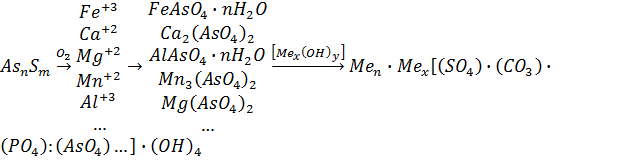 Fe⁺³ FeAsO₄·nH₂O
Ca⁺² Ca₂(AsO₄)₂
AsₙSₘ —O₂→ Mg⁺² → AlAsO₄·nH₂O —[Meₓ(OH)ᵧ]→ Meₙ·Meₓ[(SO₄)·(CO₃)·
Mn⁺² Mn₃(AsO₄)₂
Al⁺³ Mg(AsO₄)₂
... ...
(PO₄):(AsO₄)...]·(OH)₄